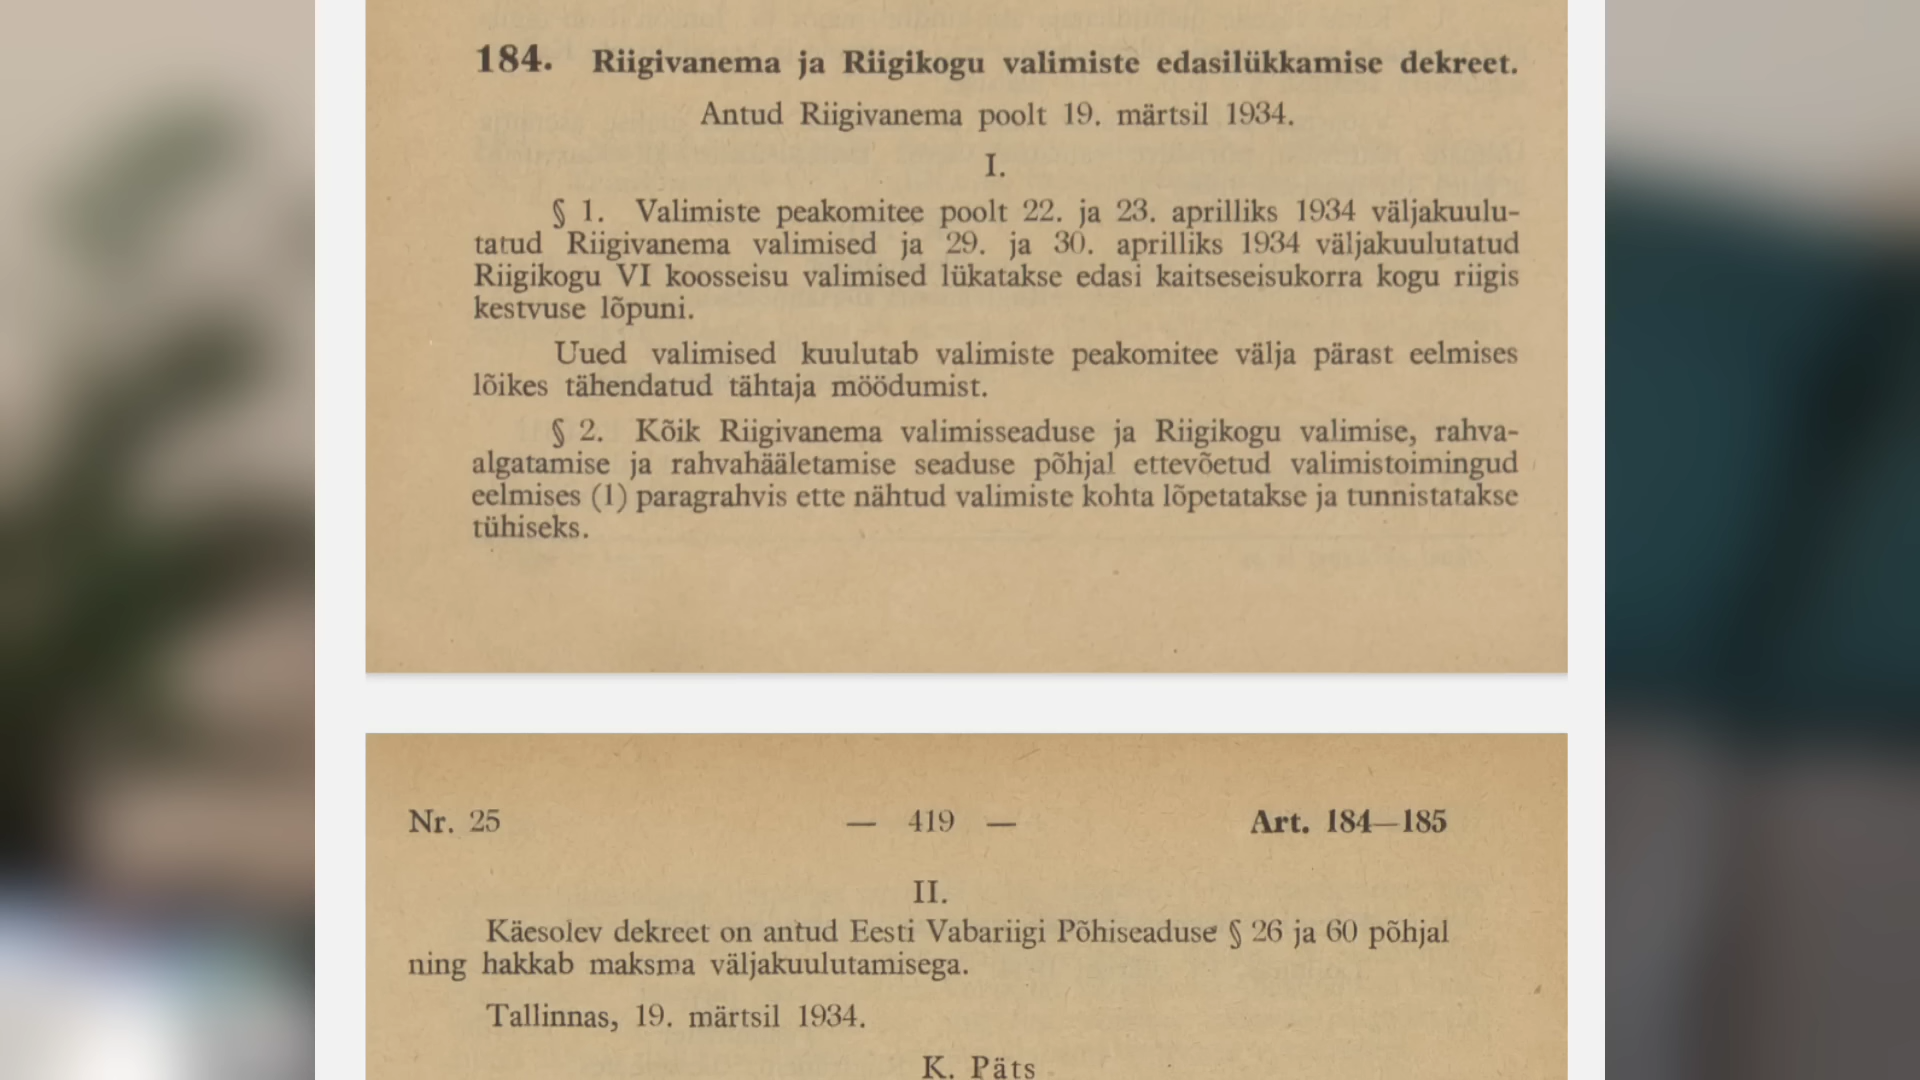 184. Riigivanema ja Riigikogu valimiste edasilükkamise dekreet.
Antud Riigivanema poolt 19. märtsil 1934.
I.
§ 1. Valimiste peakomitee poolt 22. ja 23. aprilliks 1934 väljakuulu-
tatud Riigivanema valimised ja 29. ja 30. aprilliks 1934 väljakuulutatud
Riigikogu VI koosseisu valimised lükatakse edasi kaitseseisukorra kogu riigis
kestvuse lõpuni.
Uued valimised kuulutab valimiste peakomitee välja pärast eelmises
lõikes tähendatud tähtaja möödumist.
§ 2. Kõik Riigivanema valimisseaduse ja Riigikogu valimise, rahva-
algatamise ja rahvahääletamise seaduse põhjal ettevõetud valimistoimingud
eelmises (1) paragrahvis ette nähtud valimiste kohta lõpetatakse ja tunnistatakse
tühiseks.
Nr. 25 — 419 — Art. 184—185
II.
Käesolev dekreet on antud Eesti Vabariigi Põhiseaduse § 26 ja 60 põhjal
ning hakkab maksma väljakuulutamisega.
Tallinnas, 19. märtsil 1934.
K. Päts